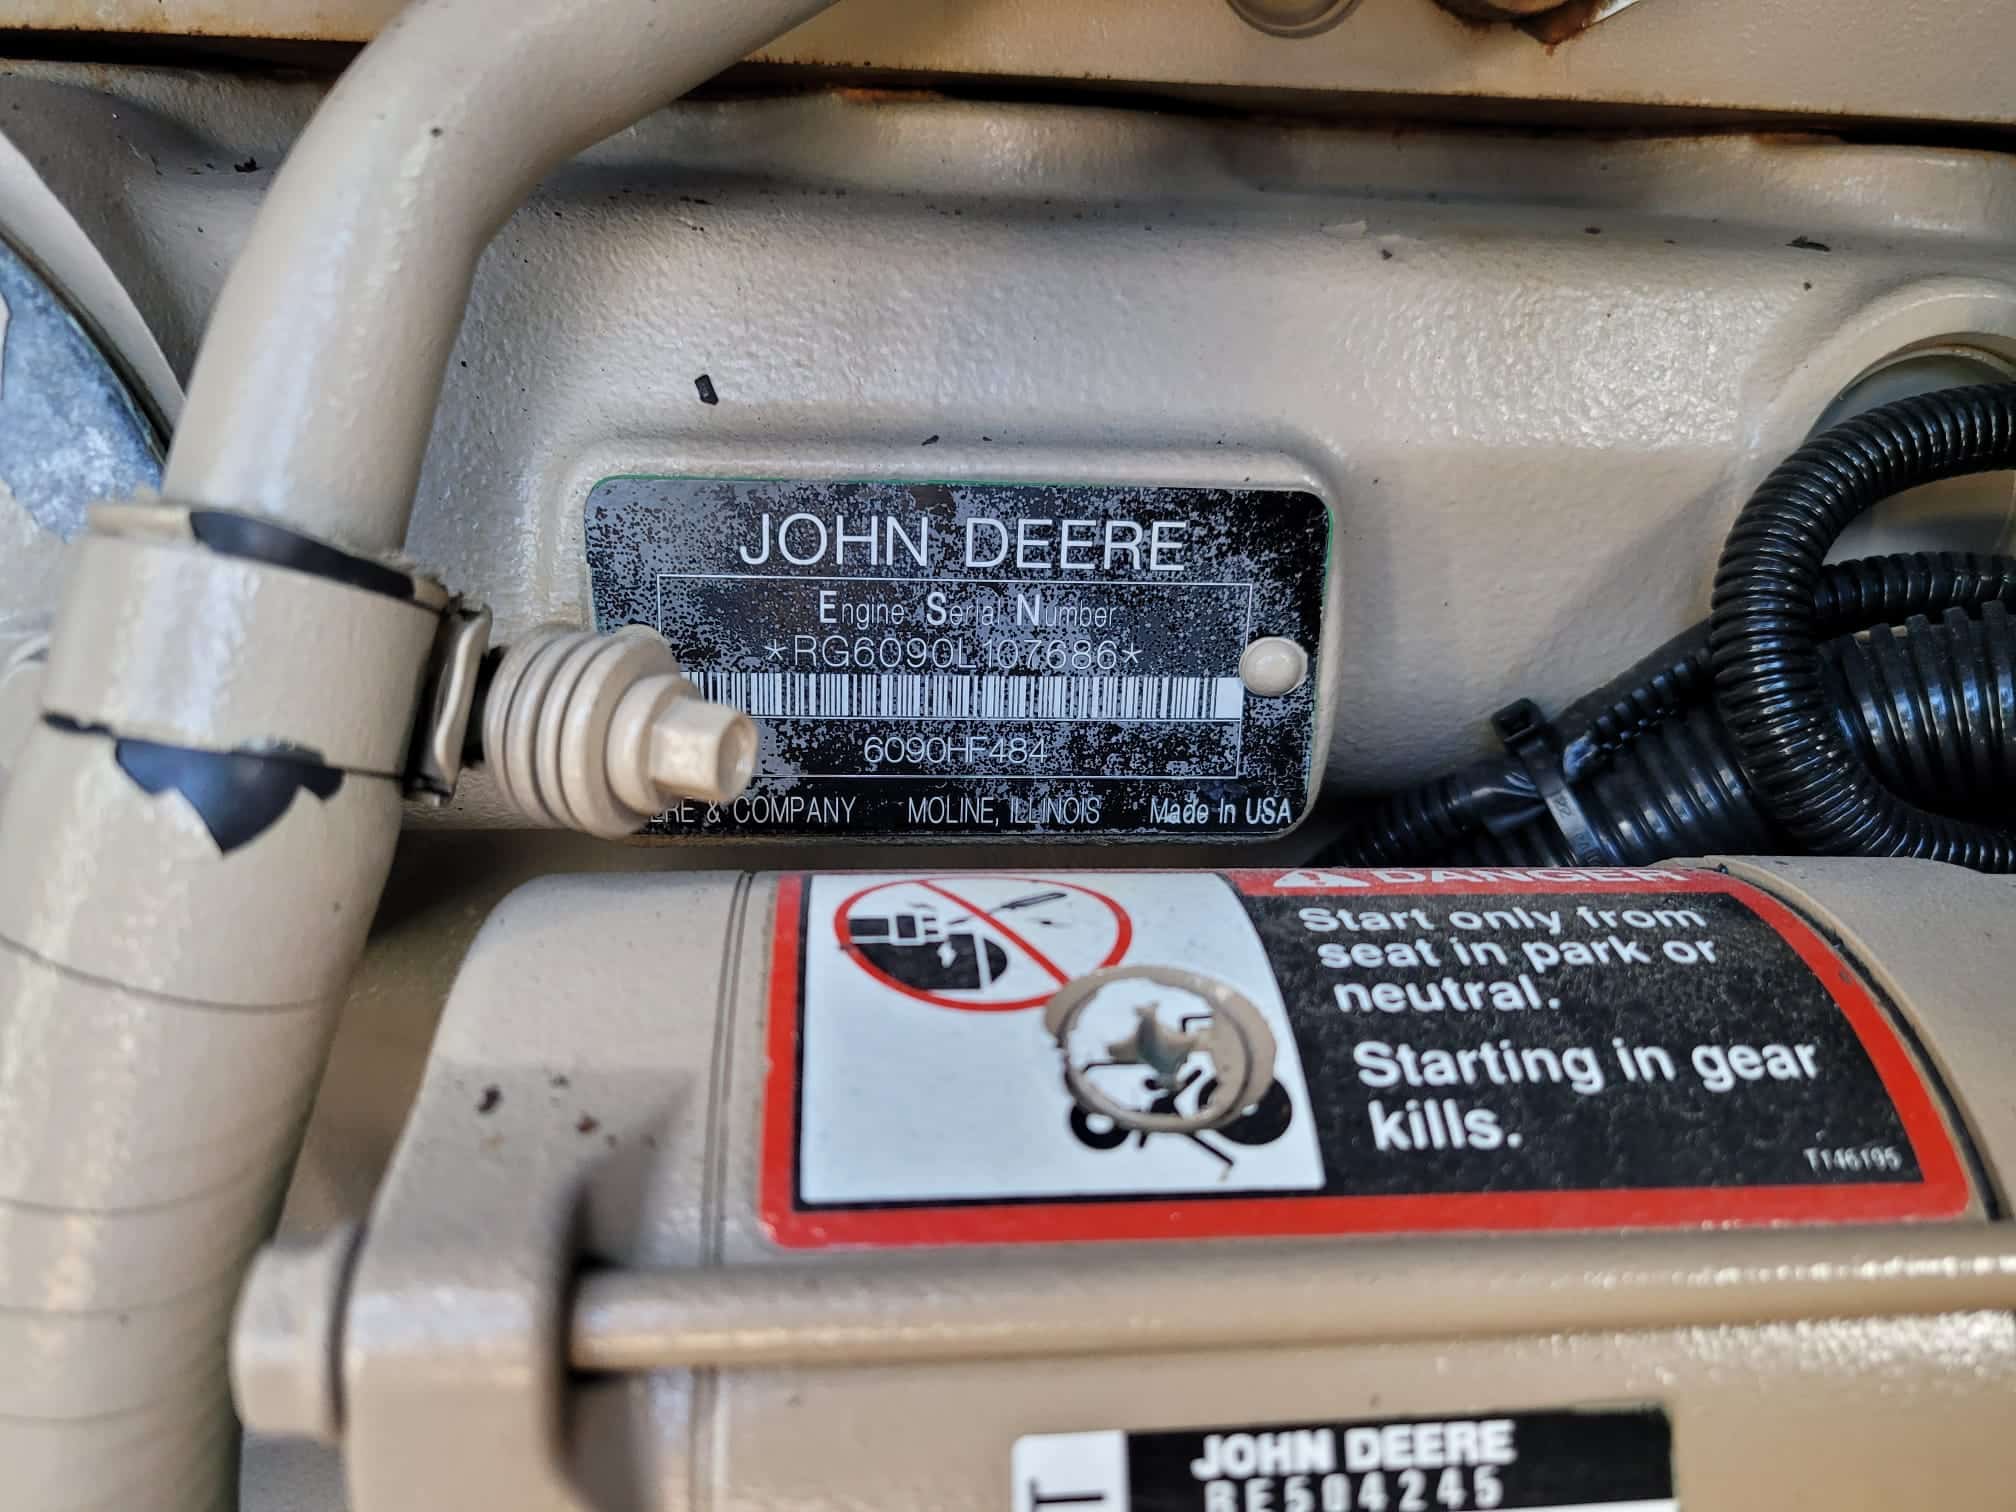 JOHN DEERE
Engine Serial Number
*RG6090L107686*
6090HF484
& COMPANY MOLINE, ILLINOIS Made in USA
DANGER
Start only from
seat in park or
neutral.
Starting in gear
kills.
T146195
JOHN DEERE
RE504245